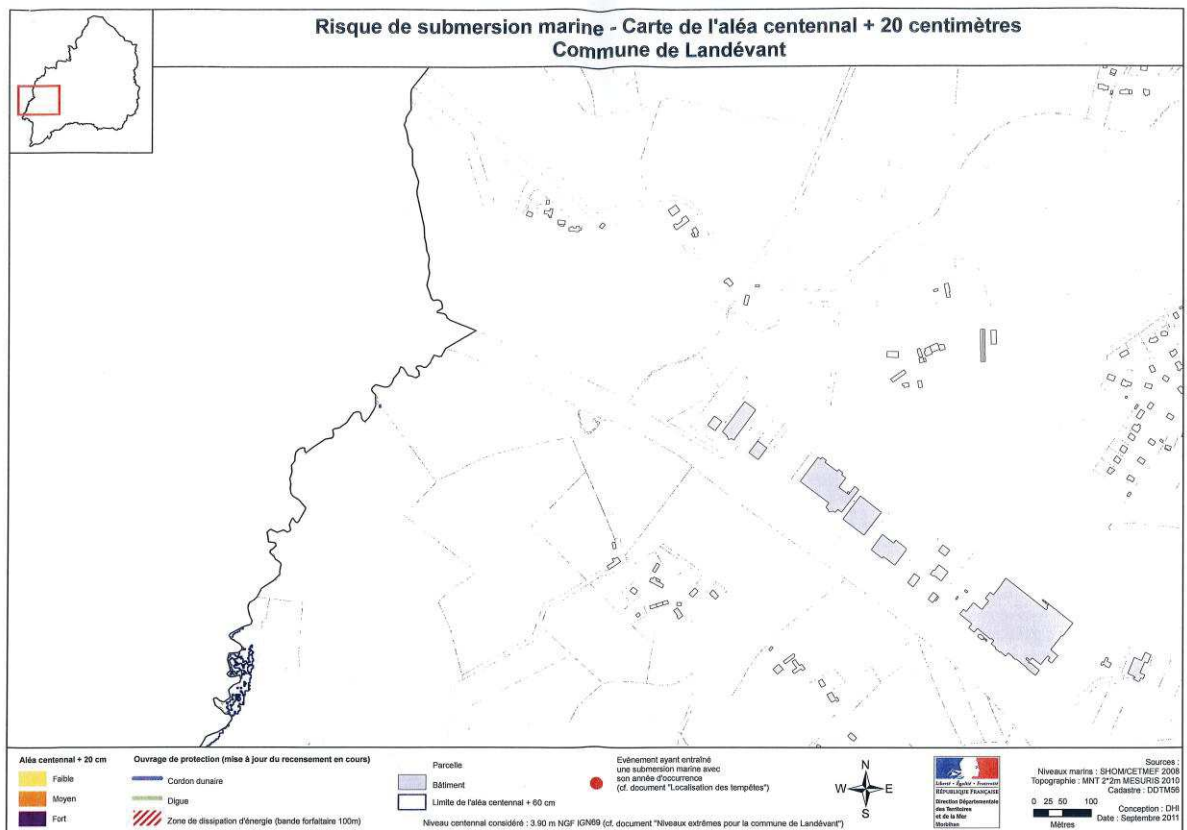 Risque de submersion marine - Carte de l'aléa centennal + 20 centimètres
Commune de Landévant
Aléa centennal + 20 cm
Faible
Moyen
Fort
Ouvrage de protection (mise à jour du recensement en cours)
Cordon dunaire
Digue
Zone de dissipation d'énergie (bande forfaitaire 100m)
Parcelle
Bâtiment
Limite de l'aléa centennal + 60 cm
Evènement ayant entraîné
une submersion marine avec
son année d'occurrence
(cf. document "Localisation des tempêtes")
Niveau centennal considéré : 3.90 m NGF IGN69 (cf. document "Niveaux extrêmes pour la commune de Landévant")
N
W E
S
Liberté • Égalité • Fraternité
RÉPUBLIQUE FRANÇAISE
Direction Départementale
des Territoires
et de la Mer
Morbihan
Sources :
Niveaux marins : SHOM/CETMEF 2008
Topographie : MNT 2*2m MESURIS 2010
Cadastre : DDTM56
0 25 50 100
Mètres
Conception : DHI
Date : Septembre 2011